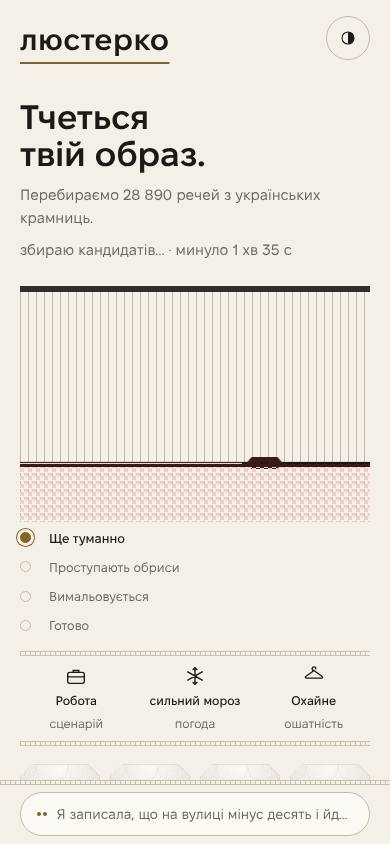 люстерко
Тчеться
твій образ.
Перебираємо 28 890 речей з українських
крамниць.
збираю кандидатів... · минуло 1 хв 35 с
Ще туманно
Проступають обриси
Вимальовується
Готово
Робота
сценарій
сильний мороз
погода
Охайне
ошатність
Я записала, що на вулиці мінус десять і йд...